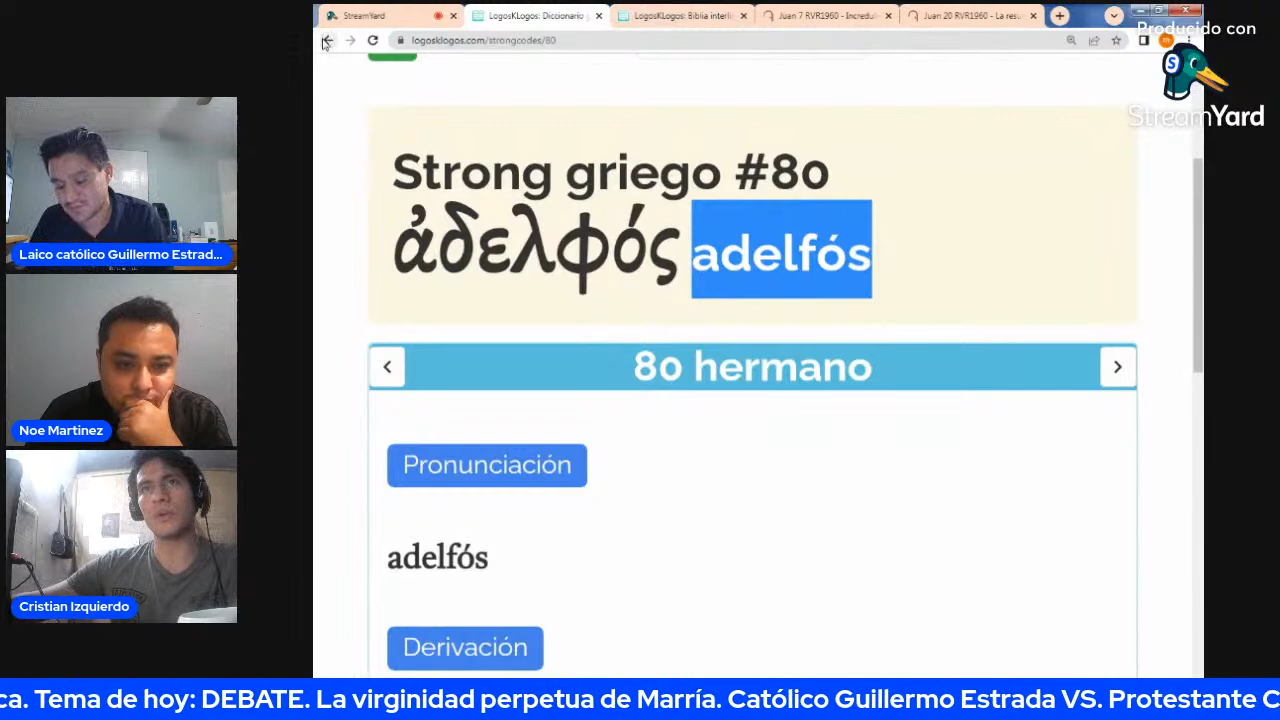 StreamYard
LogosKLogos: Diccionario
LogosKLogos: Biblia interli
Juan 7 RVR1960 - Incredul
Juan 20 RVR1960 - La resu
logosklogos.com/strongcodes/80
Producido con
StreamYard
Strong griego #80
ἀδελφός adelfós
80 hermano
Pronunciación
adelfós
Derivación
Laico católico Guillermo Estrad...
Noe Martinez
Cristian Izquierdo
ca. Tema de hoy: DEBATE. La virginidad perpetua de Marría. Católico Guillermo Estrada VS. Protestante C